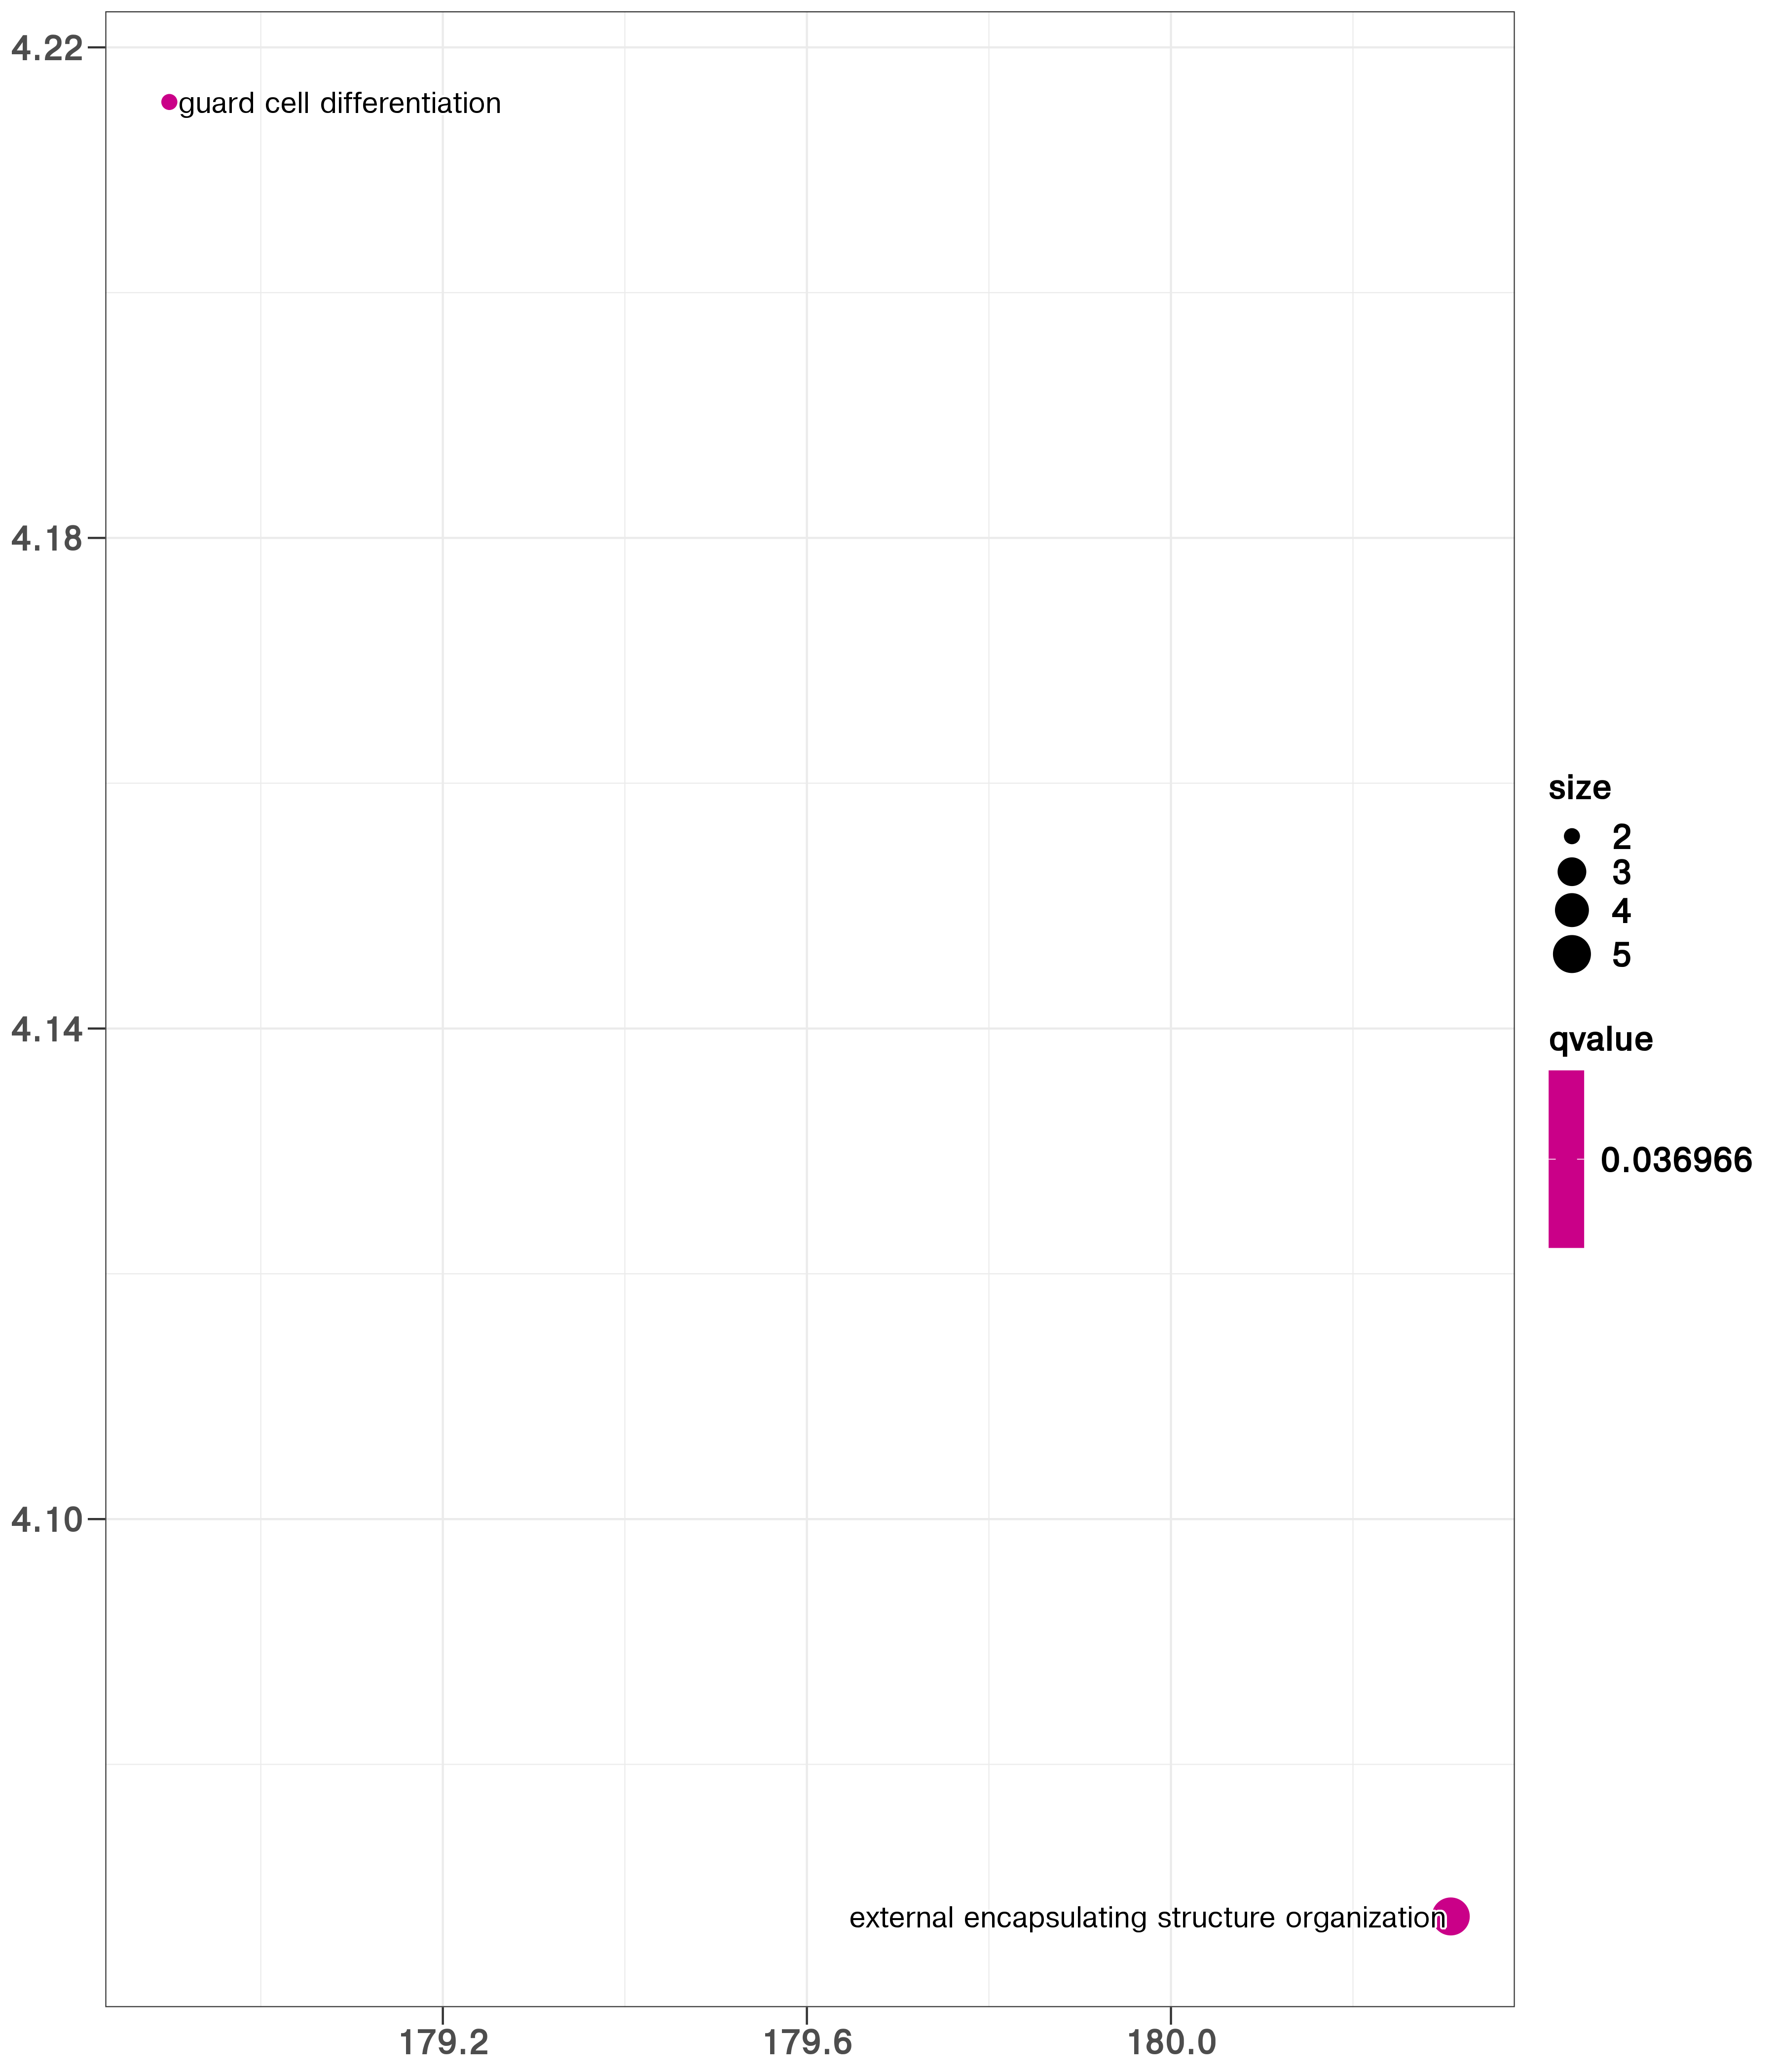 4.22
guard cell differentiation
4.18
size
2
3
4
5
4.14
qvalue
0.036966
4.10
external encapsulating structure organization
179.2 179.6 180.0